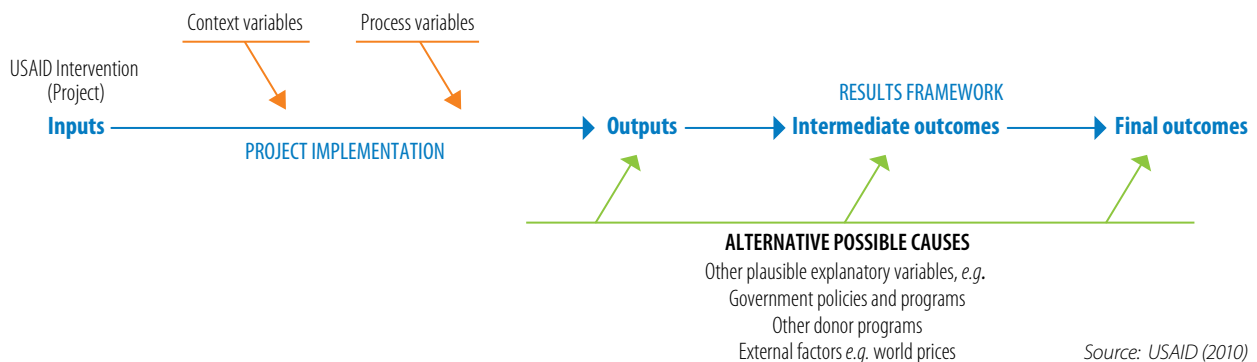 Context variables
Process variables
USAID Intervention
(Project)
Inputs
PROJECT IMPLEMENTATION
Outputs
RESULTS FRAMEWORK
Intermediate outcomes
Final outcomes
ALTERNATIVE POSSIBLE CAUSES
Other plausible explanatory variables, e.g.
Government policies and programs
Other donor programs
External factors e.g. world prices
Source: USAID (2010)